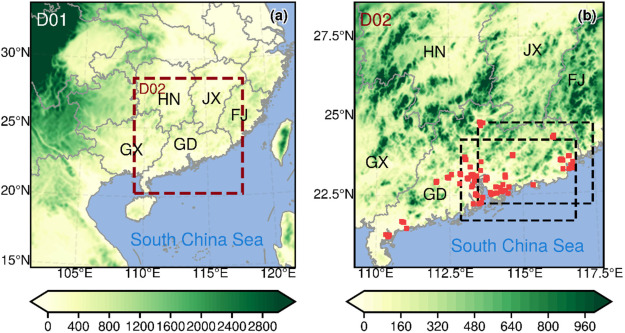 D01
(a)
30°N
25°N
20°N
15°N
D02
HN
JX
FJ
GX
GD
South China Sea
105°E
110°E
115°E
120°E
0
400
800
1200
1600
2000
2800
D02
(b)
27.5°N
25°N
22.5°N
HN
JX
FJ
GX
GD
South China Sea
110°E
112.5°E
115°E
117.5°E
0
160
320
480
640
800
960